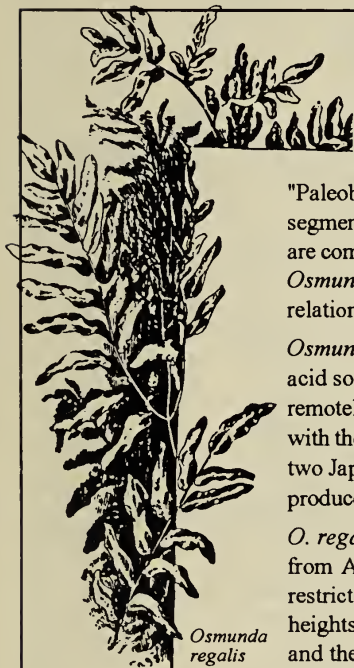 "Paleob
segmen
are com
Osmun
relation
Osmun
acid so
remotel
with the
two Jap
produc
O. rega
from A
restrict
heights
and the
Osmunda
regalis